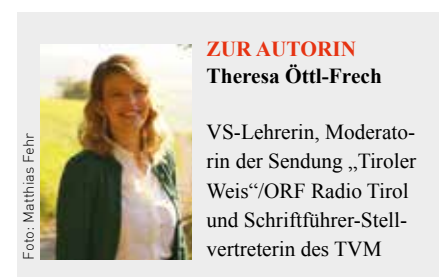 ZUR AUTORIN
Theresa Öttl-Frech
VS-Lehrerin, Moderato-
rin der Sendung „Tiroler
Weis“/ORF Radio Tirol
und Schriftführer-Stell-
vertreterin des TVM
Foto: Matthias Fehr